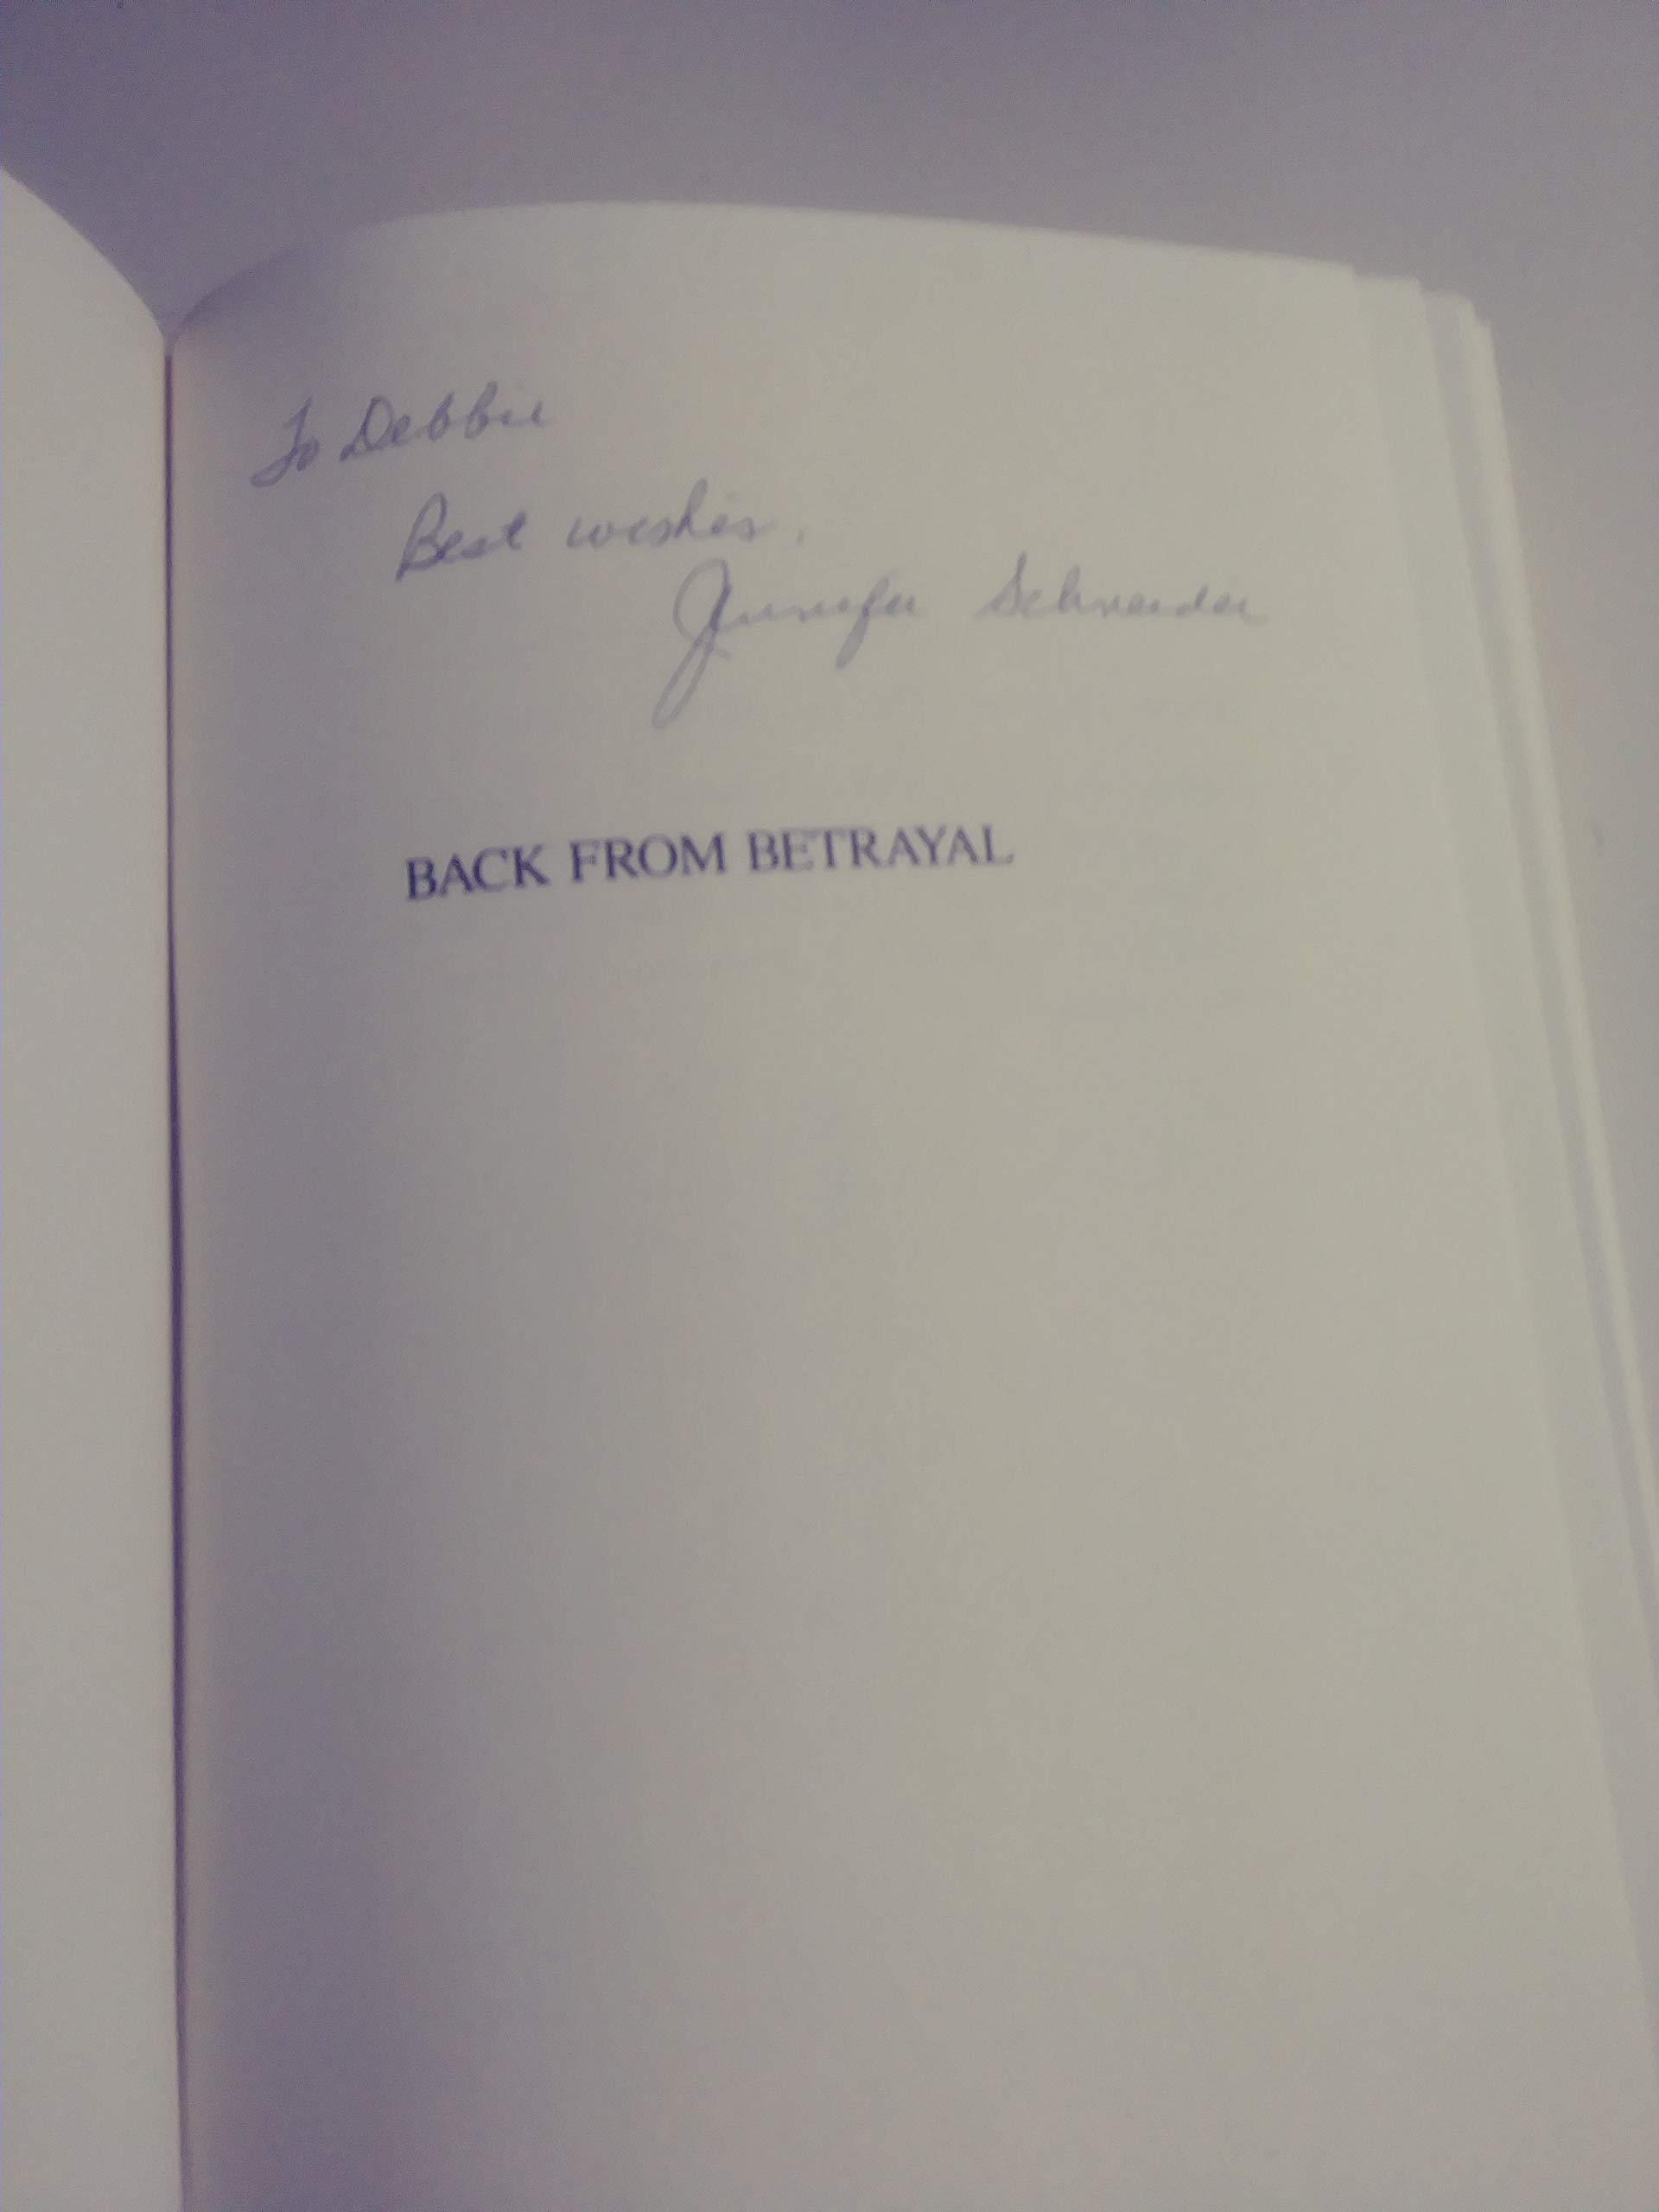 To Debbie
Best wishes,
Jennifer Schneider
BACK FROM BETRAYAL